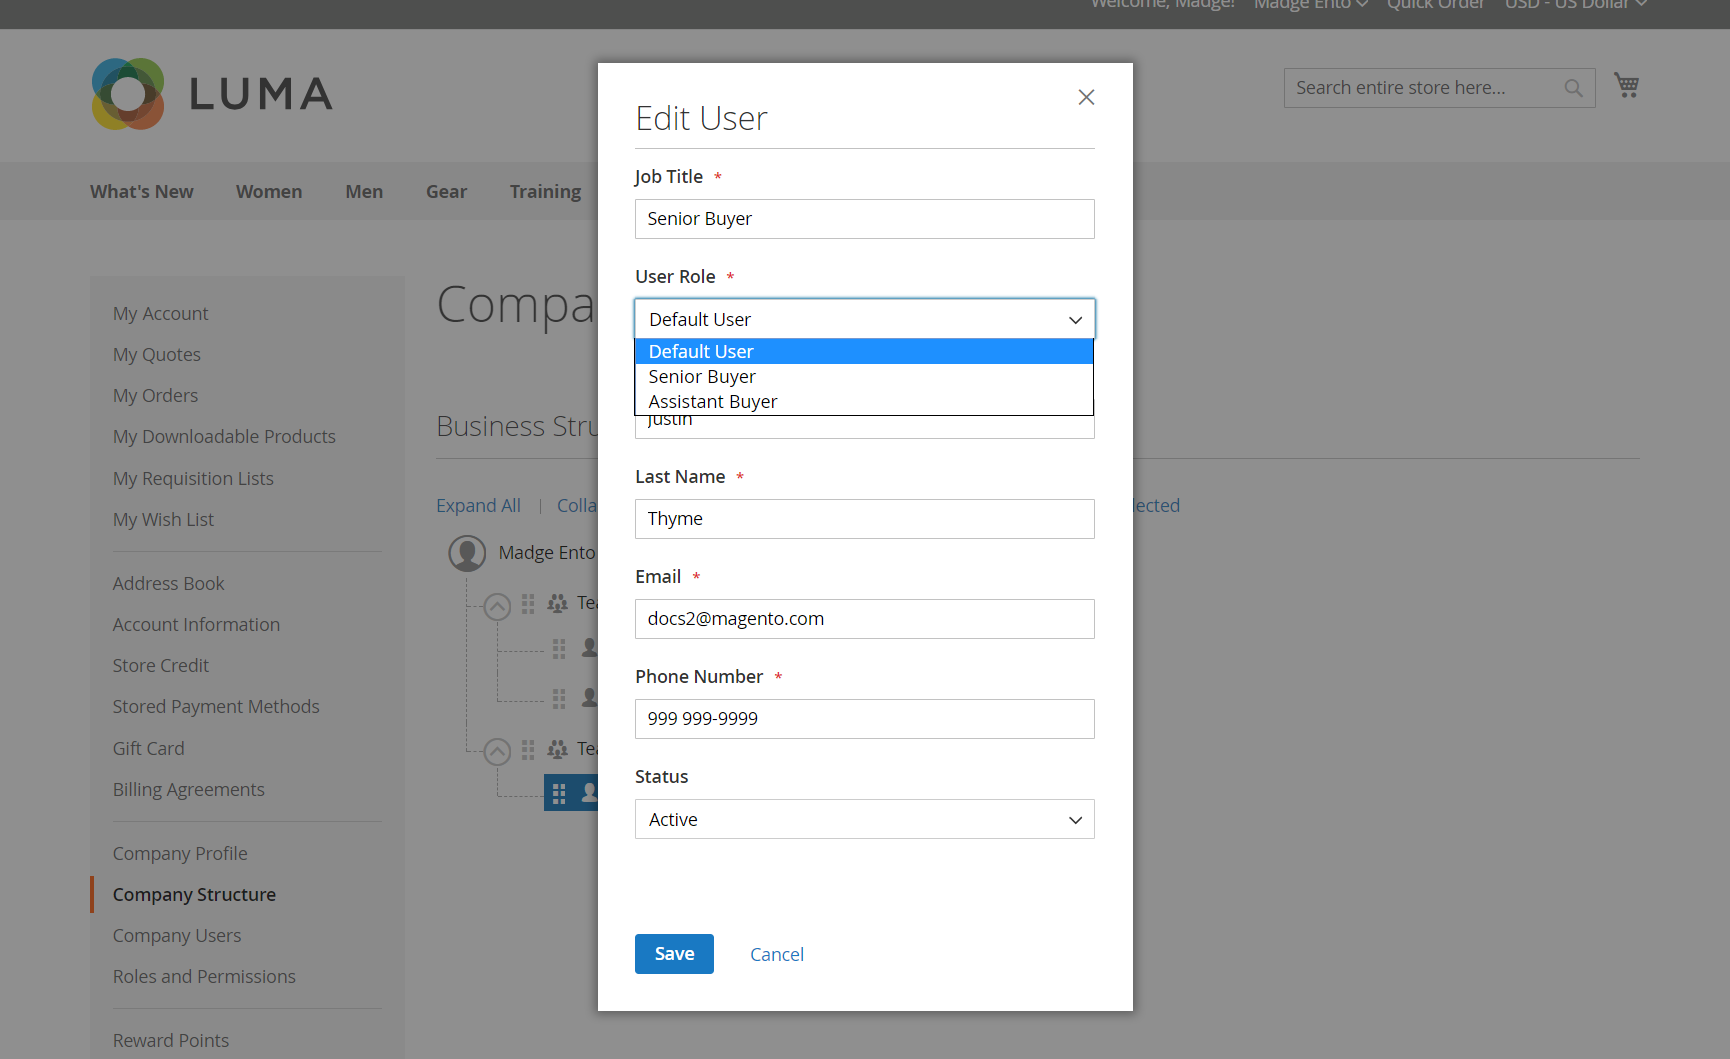 Welcome, Madge! Madge Ento Quick Order USD - US Dollar
LUMA
Search entire store here...
What's New Women Men Gear Training
My Account
My Quotes
My Orders
My Downloadable Products
My Requisition Lists
My Wish List
Address Book
Account Information
Store Credit
Stored Payment Methods
Gift Card
Billing Agreements
Company Profile
Company Structure
Company Users
Roles and Permissions
Reward Points
Compa
Business Stru
Expand All | Colla
lected
Madge Ento
Tea
Tea
Edit User
Job Title *
Senior Buyer
User Role *
Default User
Default User
Senior Buyer
Assistant Buyer
Justin
Last Name *
Thyme
Email *
docs2@magento.com
Phone Number *
999 999-9999
Status
Active
Save Cancel